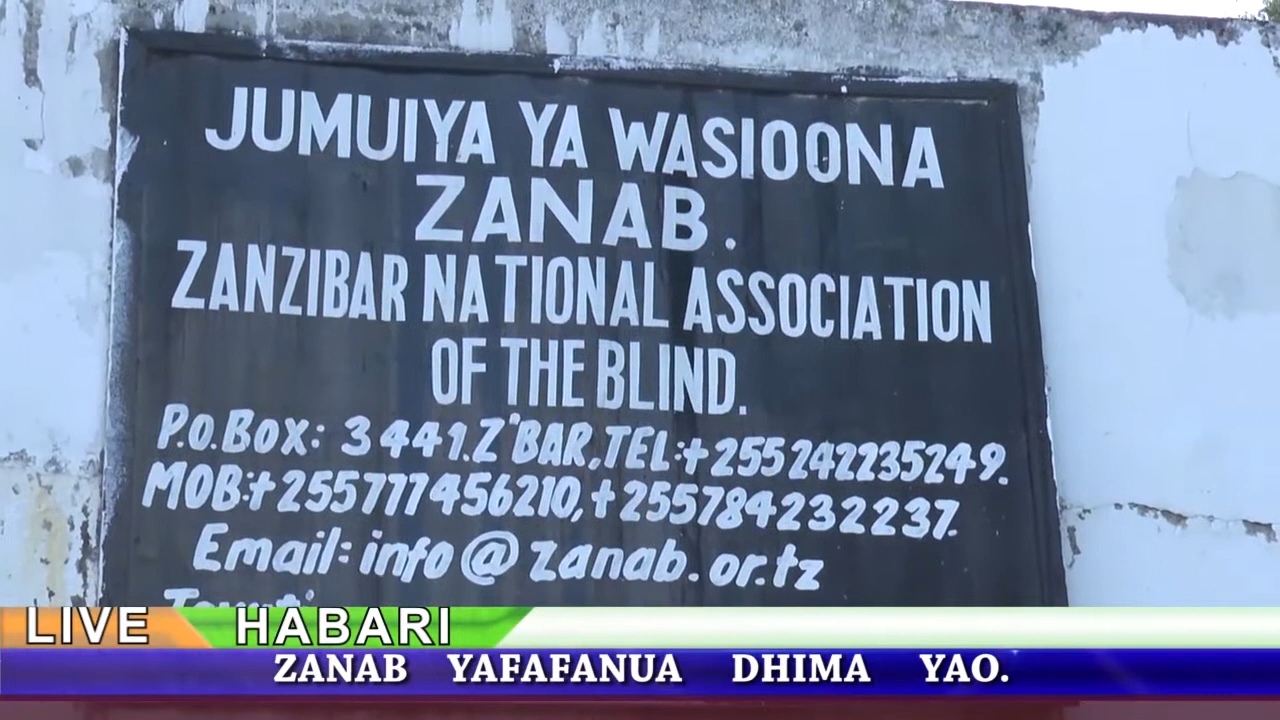 JUMUIYA YA WASIOONA
ZANAB.
ZANZIBAR NATIONAL ASSOCIATION
OF THE BLIND.
P.O.BOX: 3441.Z'BAR,TEL:+255242235249.
MOB:+255777456210,+255784232237.
Email: info@zanab.or.tz
LIVE HABARI
ZANAB YAFAFANUA DHIMA YAO.